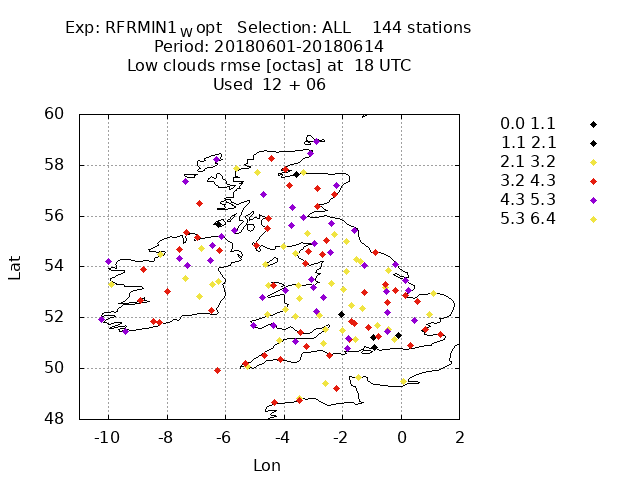 Exp: RFRMIN1wopt Selection: ALL 144 stations
Period: 20180601-20180614
Low clouds rmse [octas] at 18 UTC
Used 12 + 06
60
58
56
54
52
50
48
Lat
-10 -8 -6 -4 -2 0 2
Lon
0.0 1.1
1.1 2.1
2.1 3.2
3.2 4.3
4.3 5.3
5.3 6.4